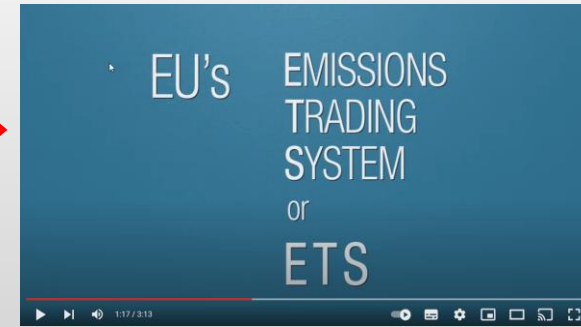 EU's EMISSIONS
TRADING
SYSTEM
or
ETS
1:17 / 3:13